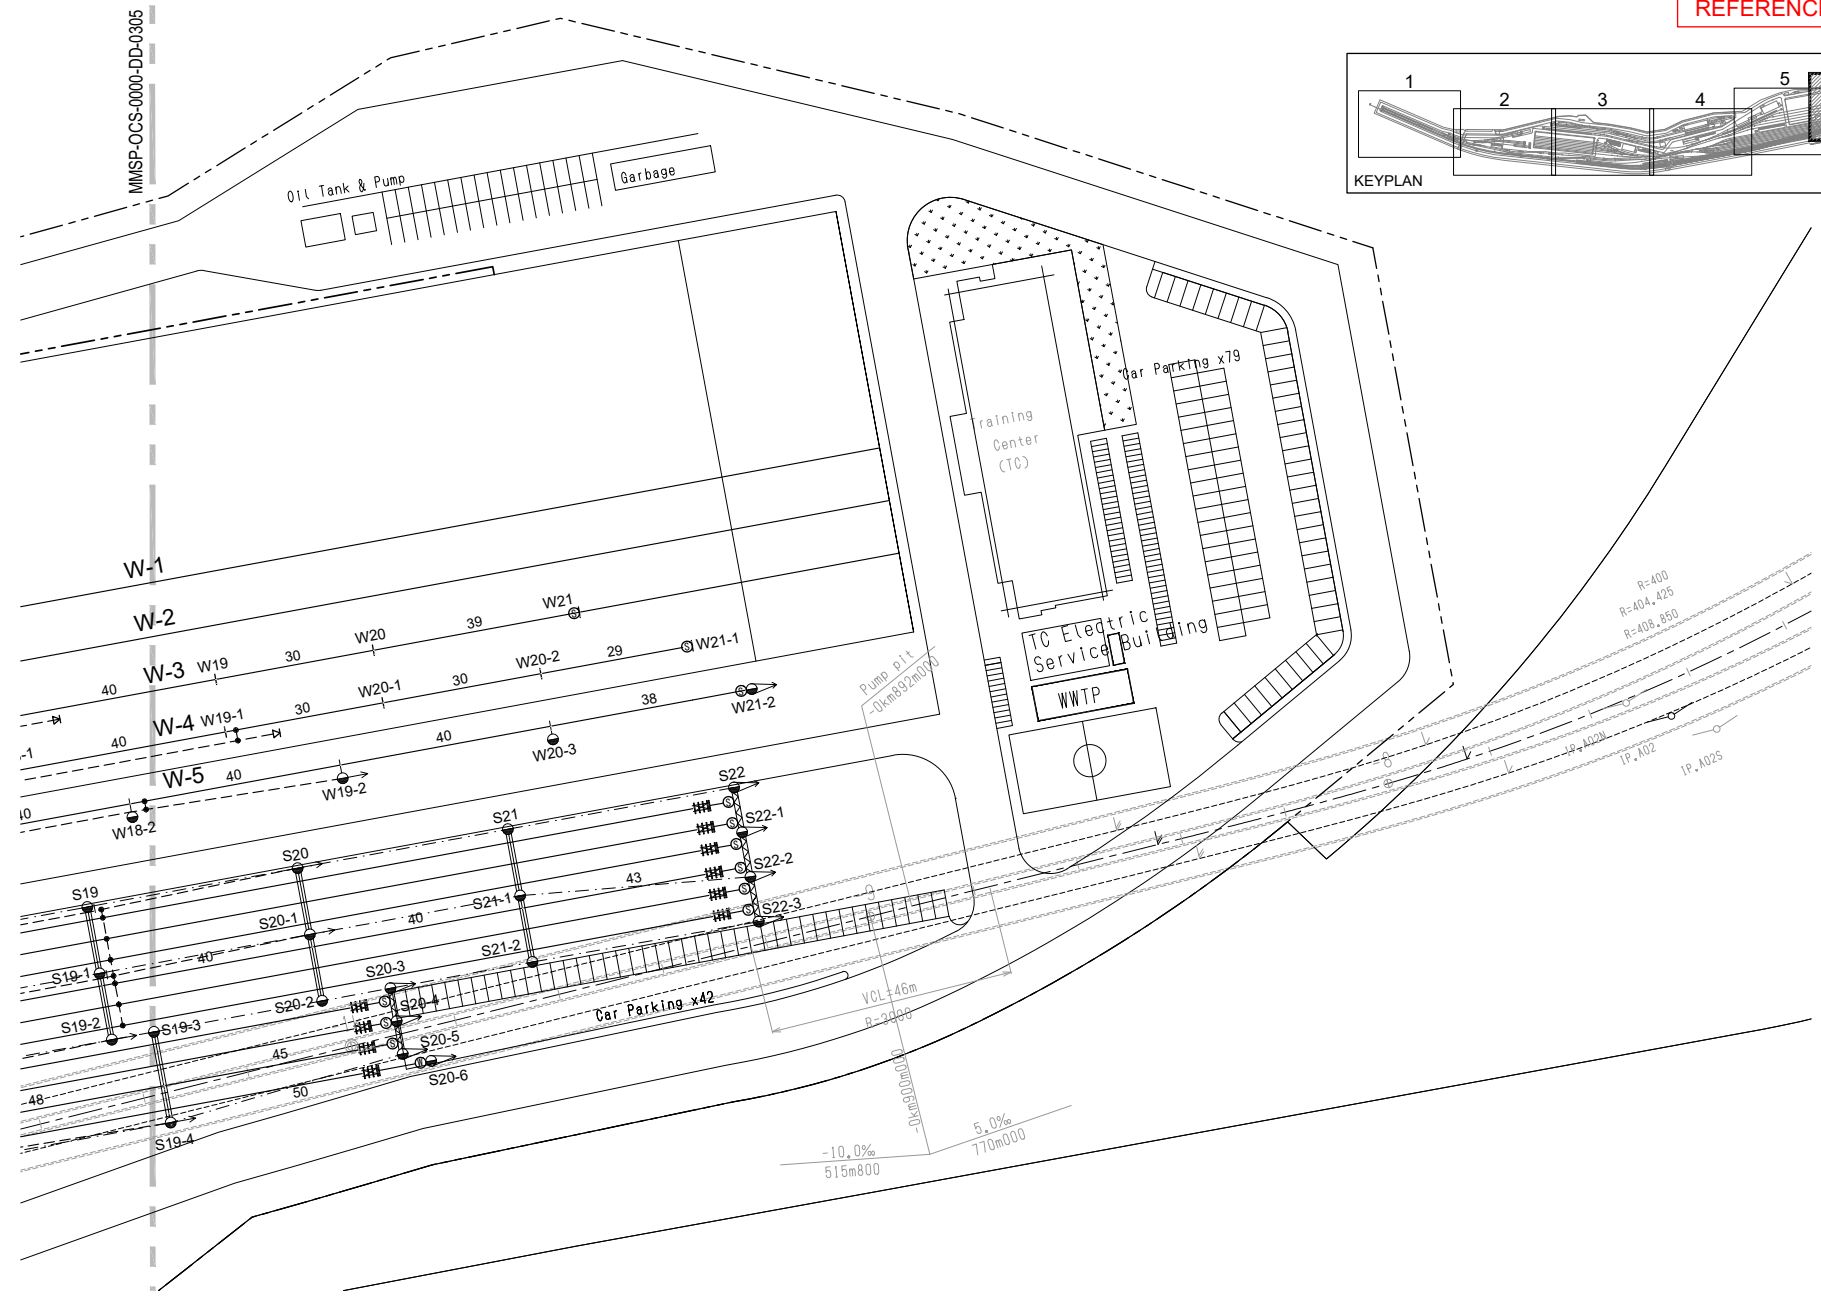 REFERENC
MMSP-OCS-0000-DD-0305
1
2
3
4
5
KEYPLAN
Oil Tank & Pump
Garbage
Car Parking x79
Training
Center
(TC)
TC Electric
Service Building
WWTP
W-1
W-2
W-3
W-4
W-5
W19
30
W20
39
W21
40
W19-1
30
W20-1
30
W20-2
29
W21-1
-1
40
40
W18-2
40
W19-2
40
W20-3
38
W21-2
Pump pit
-0km892m000
R=400
R=404.425
R=408.850
IP.A02N
IP.A02
IP.A02S
S19
S20
S21
S22
S22-1
S22-2
S22-3
43
S19-1
40
S20-1
40
S21-1
S19-2
S19-3
S20-2
S20-3
S21-2
S20-4
S20-5
S20-6
45
48
50
S19-4
Car Parking x42
VCL=46m
R=3000
-0km900m000
-10.0‰
515m800
5.0‰
770m000